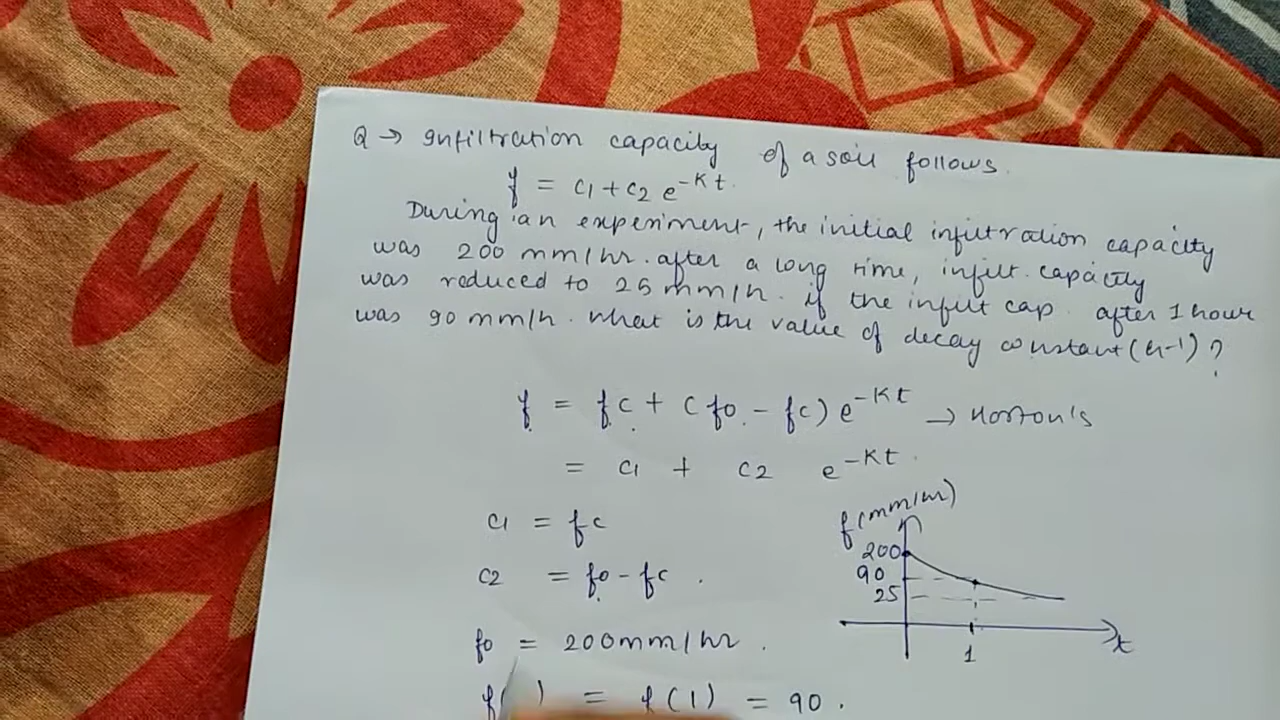 Q → Infiltration capacity of a soil follows.
f = c1 + c2 e^-Kt.
During an experiment, the initial infiltration capacity
was 200 mm/hr. after a long time, infilt. capacity
was reduced to 25 mm/h. if the infilt cap. after 1 hour
was 90 mm/h. what is the value of decay constant (h-1) ?
f = fc + (fo - fc) e^-Kt → Horton's
= c1 + c2 e^-Kt.
c1 = fc
c2 = fo - fc .
fo = 200mm/hr .
= f(1) = 90 .
f(mm/hr)
200
90
25
1
t